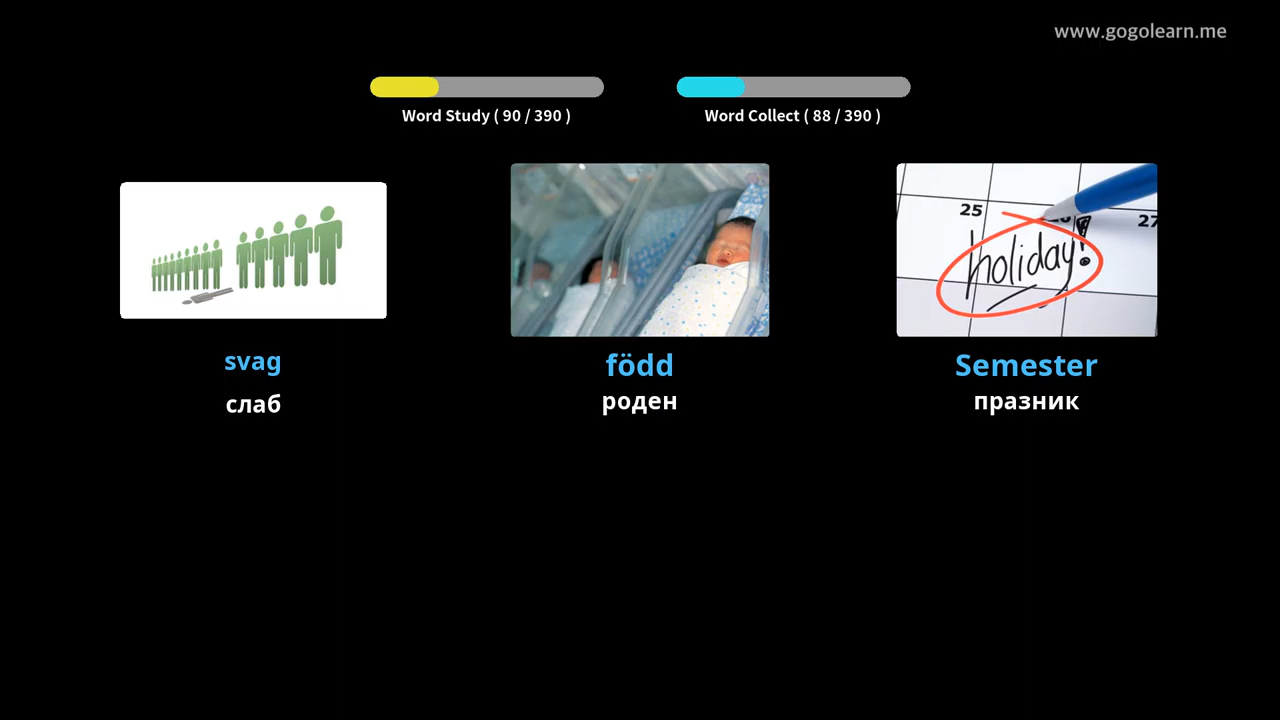 www.gogolearn.me
Word Study ( 90 / 390 )
Word Collect ( 88 / 390 )
25
27
holiday!
svag
född
Semester
слаб
роден
празник